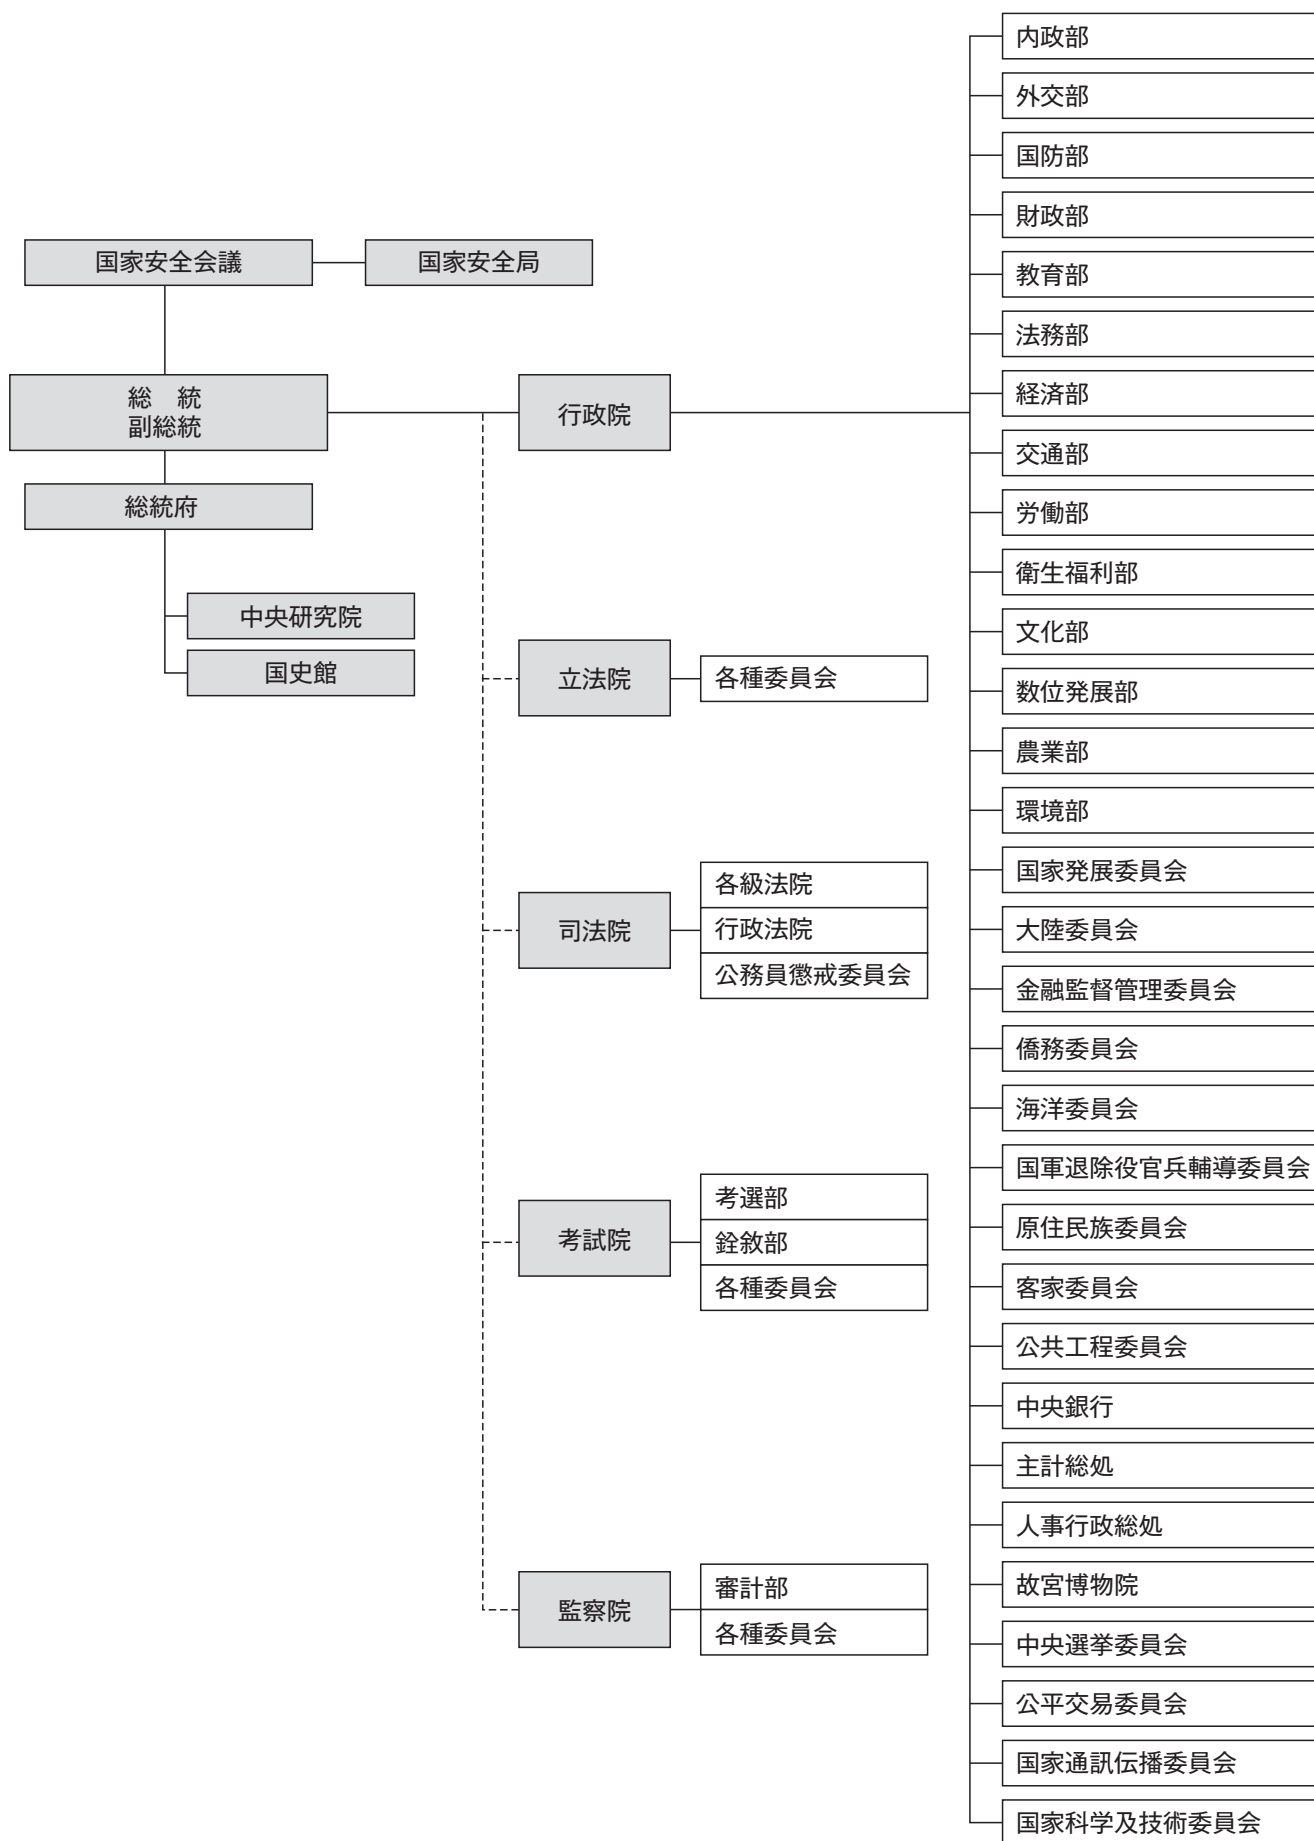 国家安全会議
国家安全局
総　統
副総統
総統府
中央研究院
国史館
行政院
立法院
各種委員会
司法院
各級法院
行政法院
公務員懲戒委員会
考試院
考選部
銓敘部
各種委員会
監察院
審計部
各種委員会
内政部
外交部
国防部
財政部
教育部
法務部
経済部
交通部
労働部
衛生福利部
文化部
数位発展部
農業部
環境部
国家発展委員会
大陸委員会
金融監督管理委員会
僑務委員会
海洋委員会
国軍退除役官兵輔導委員会
原住民族委員会
客家委員会
公共工程委員会
中央銀行
主計総処
人事行政総処
故宮博物院
中央選挙委員会
公平交易委員会
国家通訊伝播委員会
国家科学及技術委員会